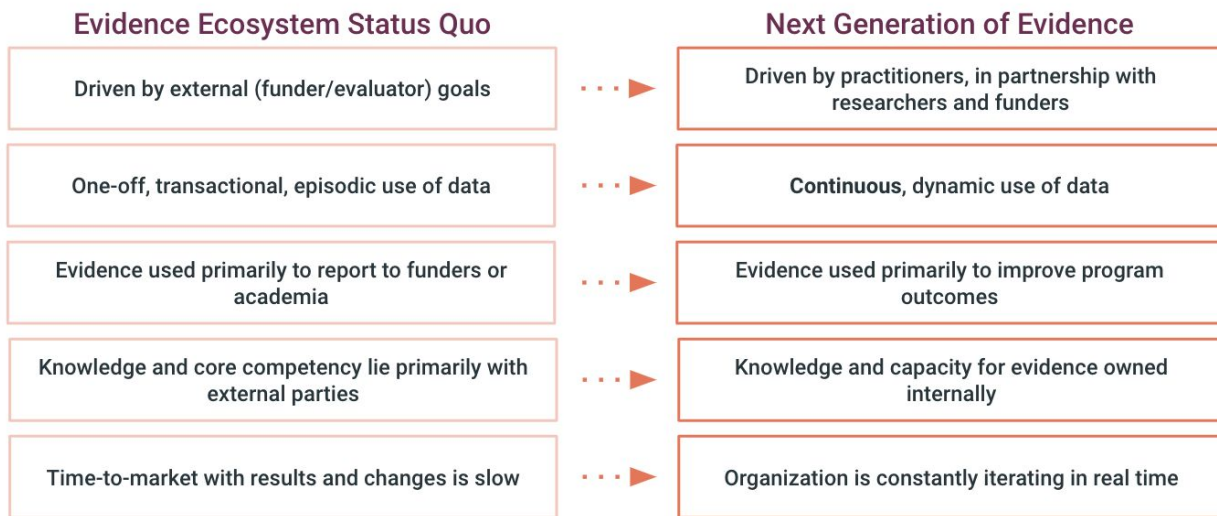 Evidence Ecosystem Status Quo
Next Generation of Evidence
Driven by external (funder/evaluator) goals
Driven by practitioners, in partnership with
researchers and funders
One-off, transactional, episodic use of data
Continuous, dynamic use of data
Evidence used primarily to report to funders or
academia
Evidence used primarily to improve program
outcomes
Knowledge and core competency lie primarily with
external parties
Knowledge and capacity for evidence owned
internally
Time-to-market with results and changes is slow
Organization is constantly iterating in real time